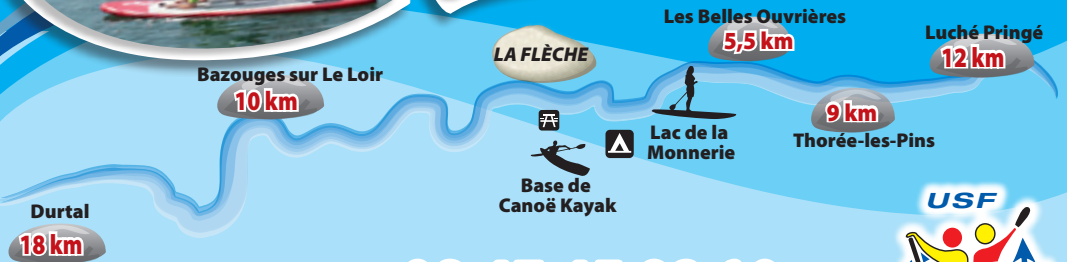 Les Belles Ouvrières
5,5 km
Luché Pringé
12 km
LA FLÈCHE
Bazouges sur Le Loir
10 km
9 km
Thorée-les-Pins
Lac de la
Monnerie
Base de
Canoë Kayak
Durtal
18 km
USF